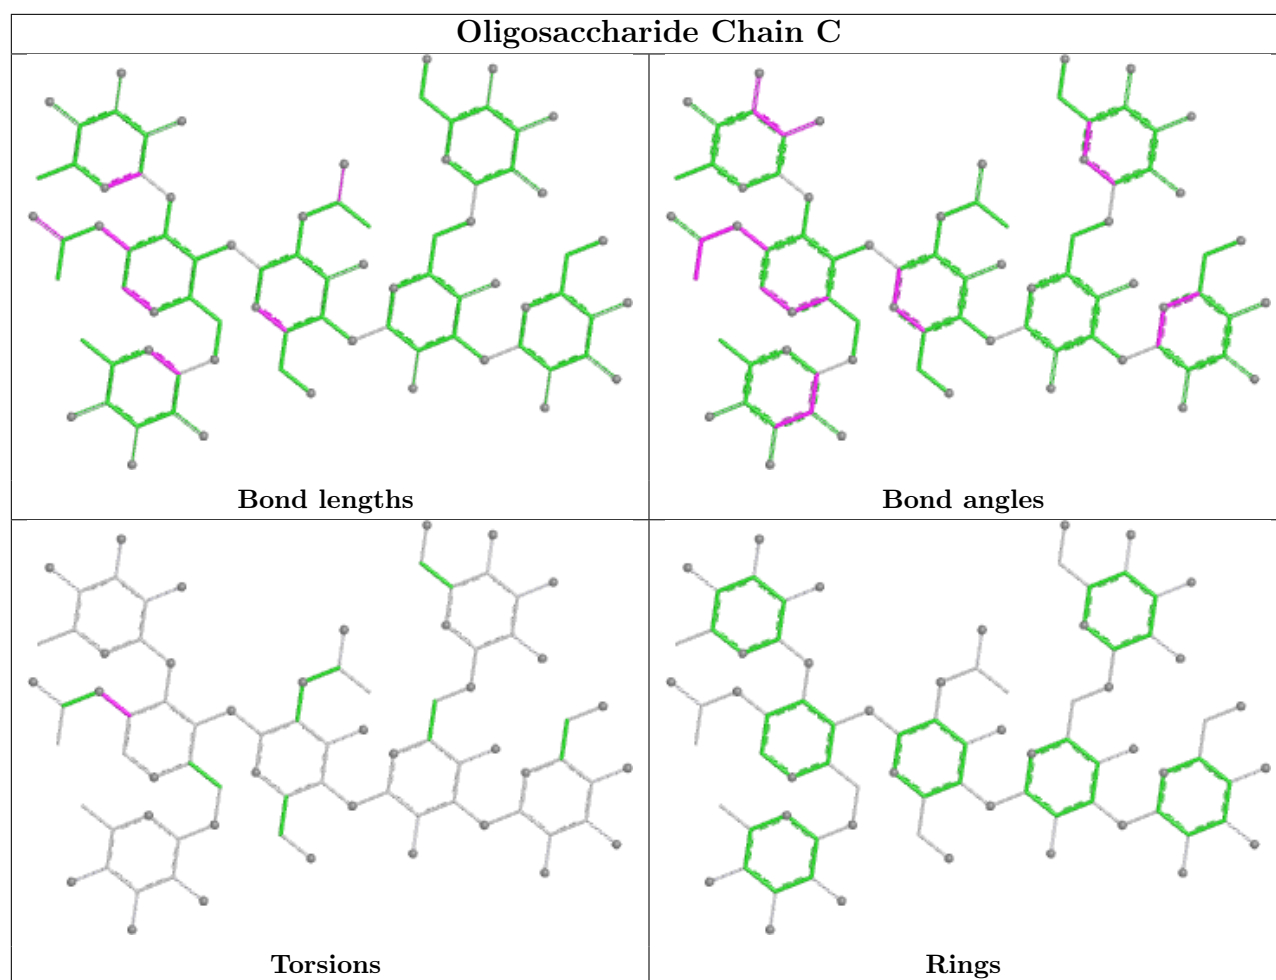 Oligosaccharide Chain C
Bond lengths
Bond angles
Torsions
Rings